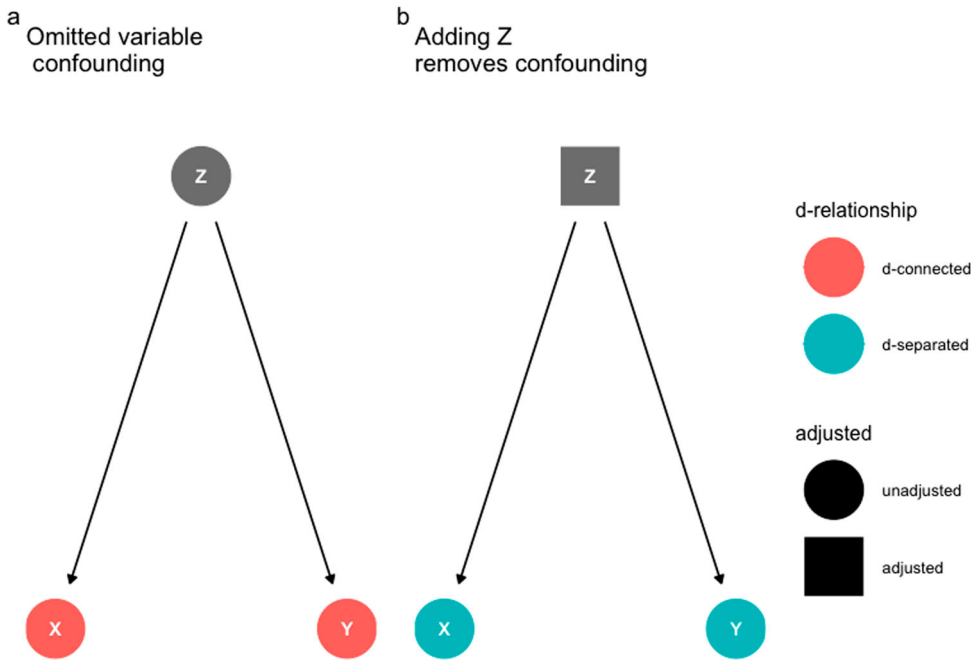 a
Omitted variable
confounding
b
Adding Z
removes confounding
Z
X
Y
Z
X
Y
d-relationship
d-connected
d-separated
adjusted
unadjusted
adjusted